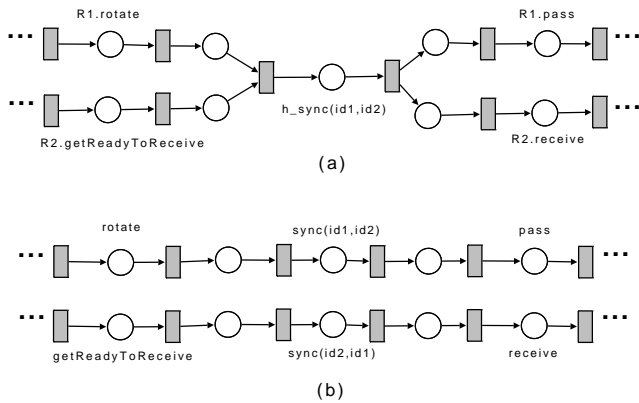 R1.rotate R1.pass
... ...
... h_sync(id1,id2) ...
R2.getReadyToReceive R2.receive
(a)
rotate sync(id1,id2) pass
... ...
... ...
getReadyToReceive sync(id2,id1) receive
(b)